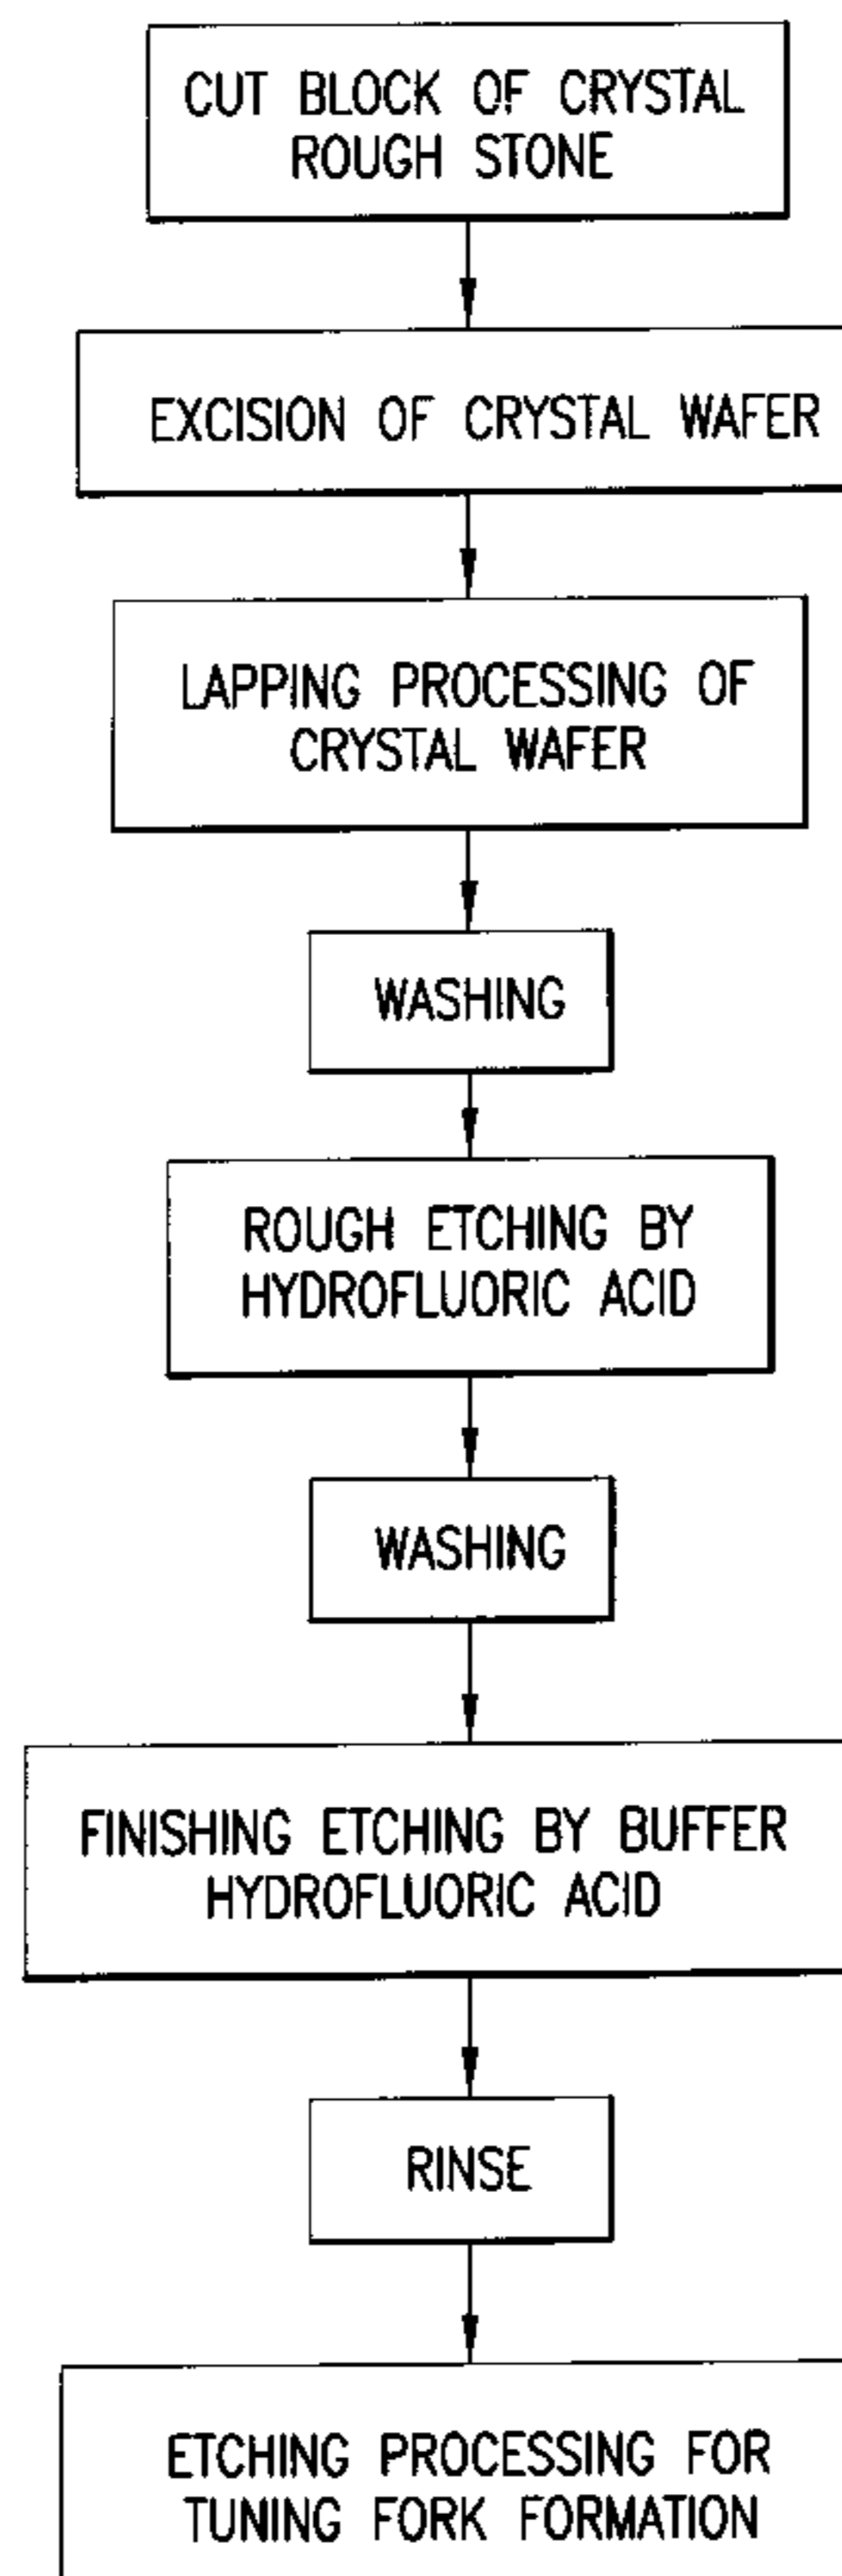 CUT BLOCK OF CRYSTAL
ROUGH STONE
EXCISION OF CRYSTAL WAFER
LAPPING PROCESSING OF
CRYSTAL WAFER
WASHING
ROUGH ETCHING BY
HYDROFLUORIC ACID
WASHING
FINISHING ETCHING BY BUFFER
HYDROFLUORIC ACID
RINSE
ETCHING PROCESSING FOR
TUNING FORK FORMATION